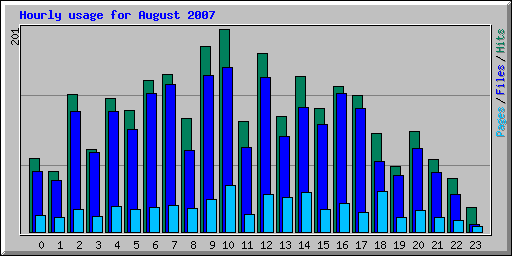 Hourly usage for August 2007
201
Pages / Files / Hits
0 1 2 3 4 5 6 7 8 9 10 11 12 13 14 15 16 17 18 19 20 21 22 23